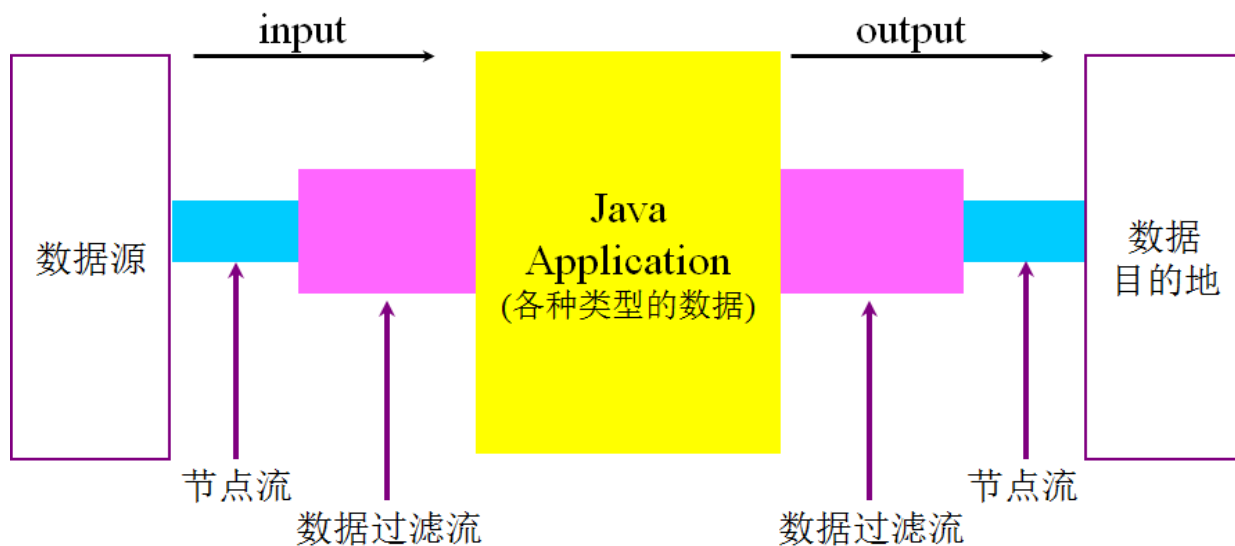 input
output
数据源
Java
Application
(各种类型的数据)
数据
目的地
节点流
数据过滤流
数据过滤流
节点流